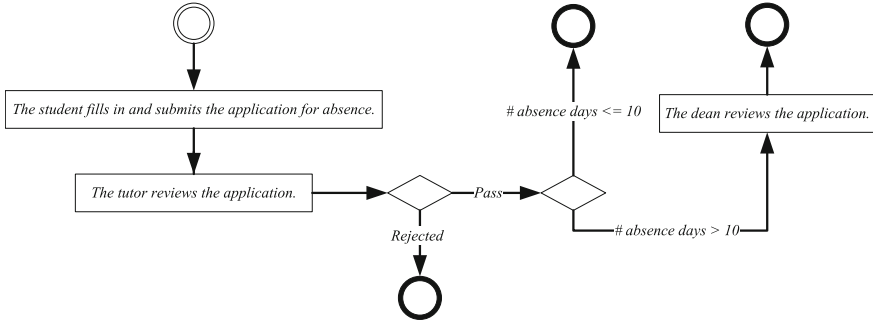 The student fills in and submits the application for absence.
The tutor reviews the application.
Pass
Rejected
# absence days <= 10
# absence days > 10
The dean reviews the application.